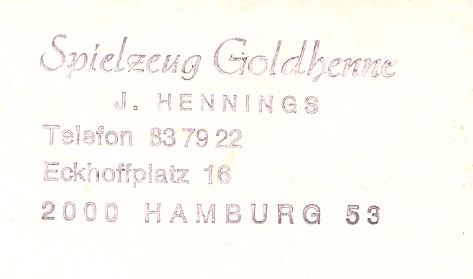 Spielzeug Goldhenne
J. HENNINGS
Telefon 83 79 22
Eckhoffplatz 16
2000 HAMBURG 53